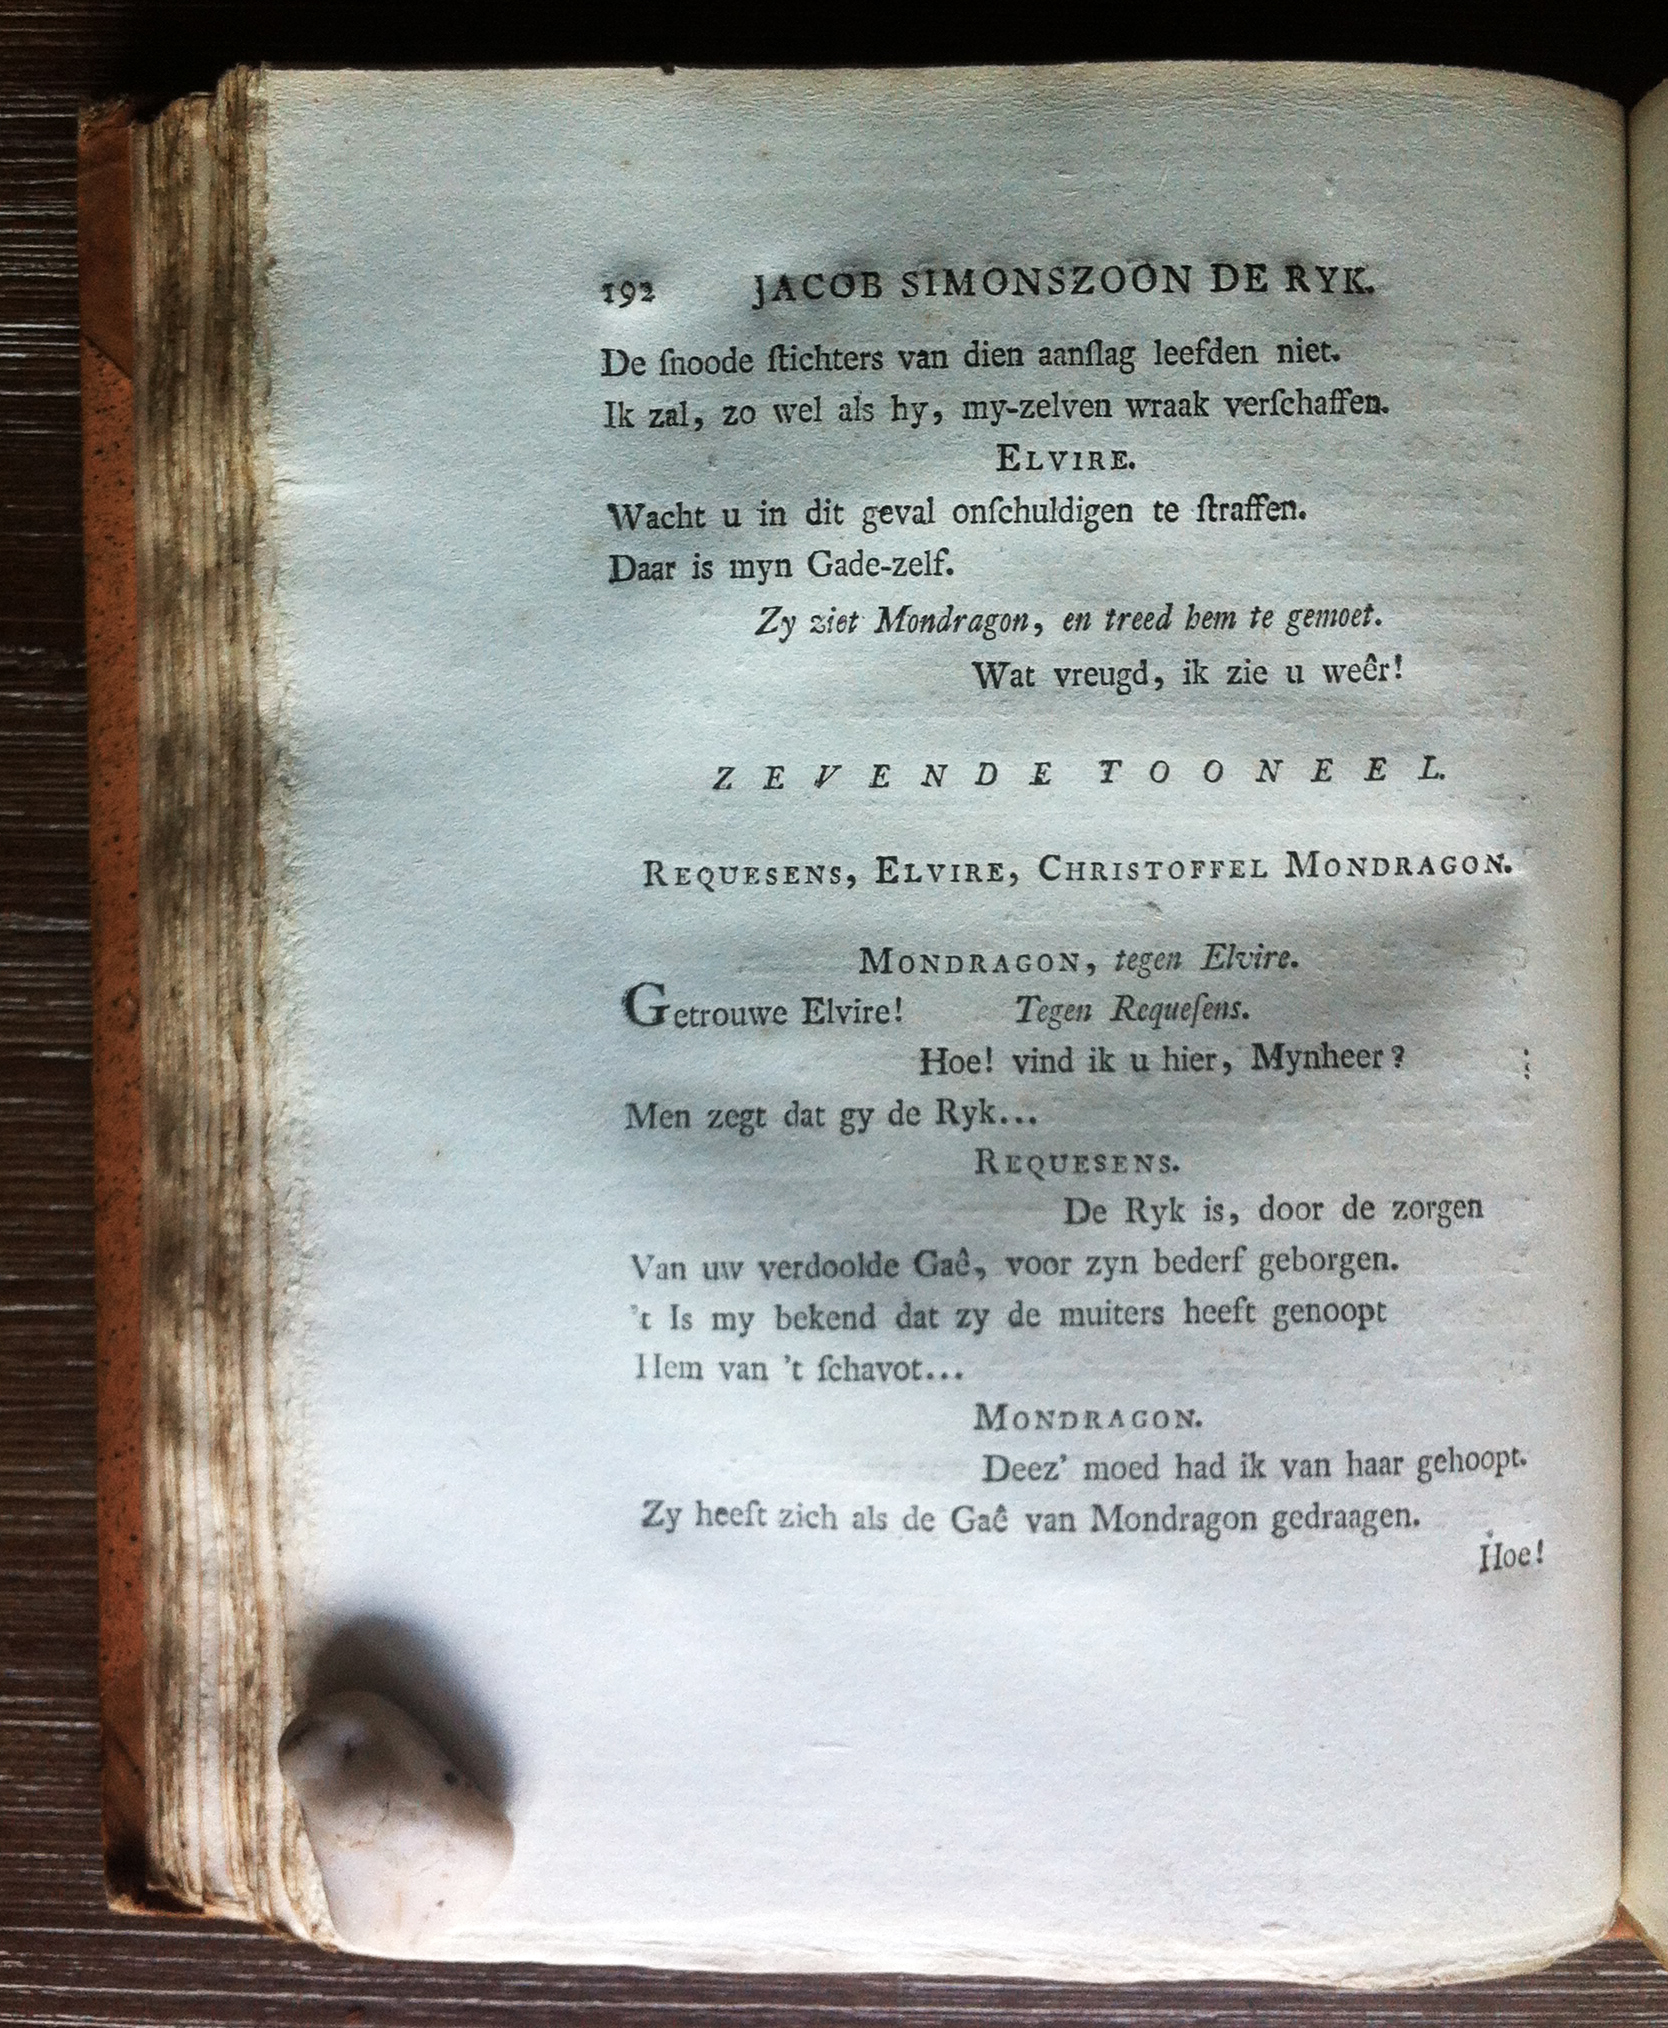 192 JACOB SIMONSZOON DE RYK.
De ſnoode ſtichters van dien aanſlag leefden niet.
Ik zal, zo wel als hy, my-zelven wraak verſchaffen.
ELVIRE.
Wacht u in dit geval onſchuldigen te ſtraffen.
Daar is myn Gade-zelf.
Zy ziet Mondragon, en treed hem te gemoet.
Wat vreugd, ik zie u weêr!
ZEVENDE TOONEEL.
REQUESENS, ELVIRE, CHRISTOFFEL MONDRAGON.
MONDRAGON, tegen Elvire.
Getrouwe Elvire! Tegen Requeſens.
Hoe! vind ik u hier, Mynheer?
Men zegt dat gy de Ryk...
REQUESENS.
De Ryk is, door de zorgen
Van uw verdoolde Gaê, voor zyn bederf geborgen.
't Is my bekend dat zy de muiters heeft genoopt
Hem van 't ſchavot...
MONDRAGON.
Deez' moed had ik van haar gehoopt.
Zy heeft zich als de Gaê van Mondragon gedraagen.
Hoe!